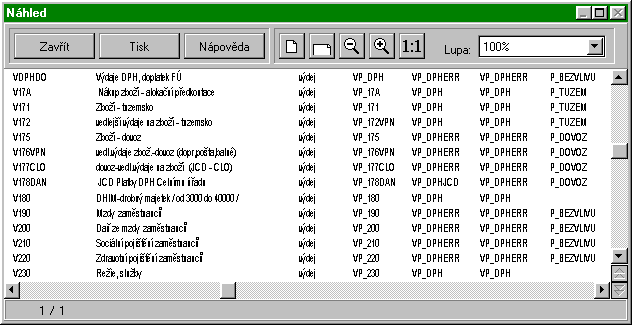 Náhled
Zavřít Tisk Nápověda 1:1 Lupa: 100%
VDPHDO Výdaje DPH, doplatek FÚ výdej VP_DPH VP_DPHERR VP_DPHERR P_BEZVLIVU
V17A Nákup zboží - alokační předkontace výdej VP_17A VP_DPH VP_DPH P_TUZEM
V171 Zboží - tuzemsko výdej VP_171 VP_DPH VP_DPH P_TUZEM
V172 vedlejší výdaje na zboží - tuzemsko výdej VP_172VPN VP_DPH VP_DPH P_TUZEM
V175 Zboží - dovoz výdej VP_175 VP_DPHERR VP_DPHERR P_DOVOZ
V176VPN vedl.výdaje zbož.-dovoz (dopr,pošta,balné) výdej VP_176VPN VP_DPHERR VP_DPHERR P_DOVOZ
V177CLO dovoz-vedl.výdaje na zboží (JCD - CLO) výdej VP_177CLO VP_DPHERR VP_DPHERR P_DOVOZ
V178DAN JCD Platby DPH Celnímu úřadu výdej VP_178DAN VP_DPHJCD VP_DPHERR P_DOVOZ
V180 DHIM-drobný majetek / od 3000 do 40000 / výdej VP_180 VP_DPH VP_DPH
V190 Mzdy zaměstnanců výdej VP_190 VP_DPHERR VP_DPHERR P_BEZVLIVU
V200 Daň ze mzdy zaměstnanců výdej VP_200 VP_DPHERR VP_DPHERR P_BEZVLIVU
V210 Sociální pojištění zaměstnanců výdej VP_210 VP_DPHERR VP_DPHERR P_BEZVLIVU
V220 Zdravotní pojištění zaměstnanců výdej VP_220 VP_DPHERR VP_DPHERR P_BEZVLIVU
V230 Režie, služby výdej VP_230 VP_DPH VP_DPH
1 / 1